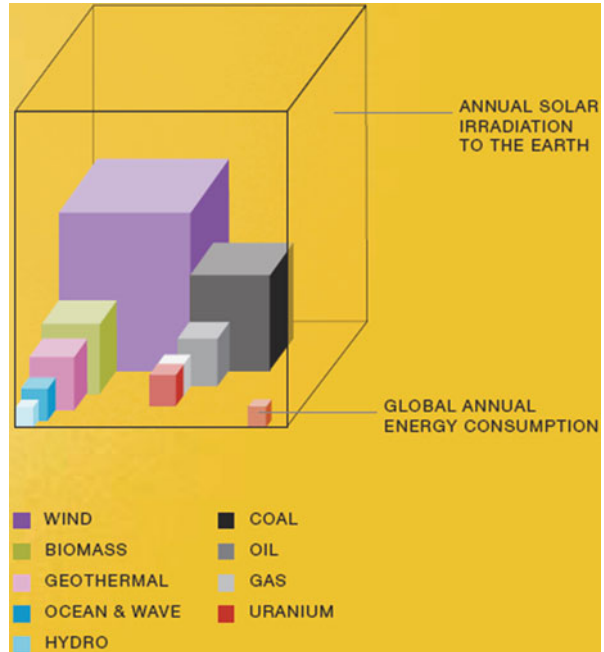 ANNUAL SOLAR
IRRADIATION
TO THE EARTH
GLOBAL ANNUAL
ENERGY CONSUMPTION
WIND
BIOMASS
GEOTHERMAL
OCEAN & WAVE
HYDRO
COAL
OIL
GAS
URANIUM